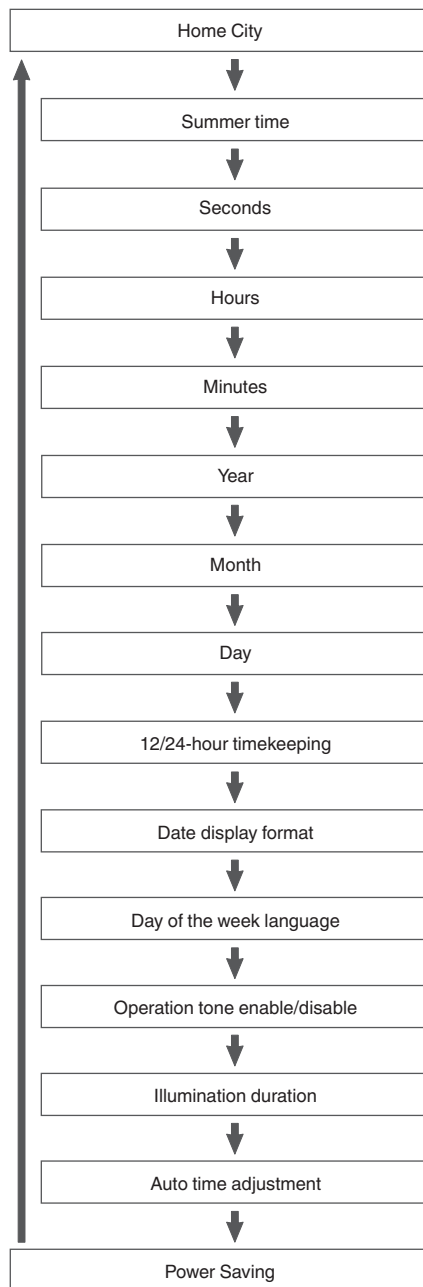 Home City
Summer time
Seconds
Hours
Minutes
Year
Month
Day
12/24-hour timekeeping
Date display format
Day of the week language
Operation tone enable/disable
Illumination duration
Auto time adjustment
Power Saving